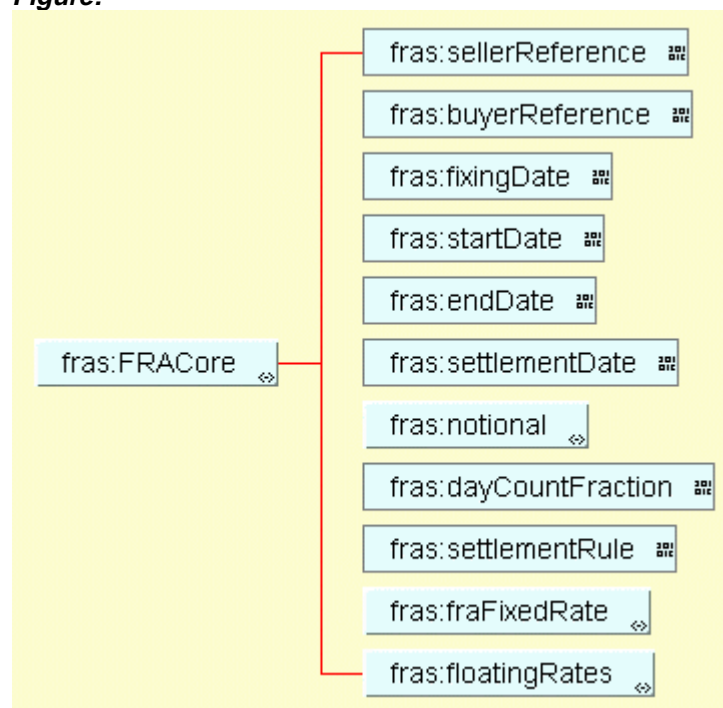 Figure:
fras:sellerReference
fras:buyerReference
fras:fixingDate
fras:startDate
fras:endDate
fras:FRACore
fras:settlementDate
fras:notional
fras:dayCountFraction
fras:settlementRule
fras:fraFixedRate
fras:floatingRates